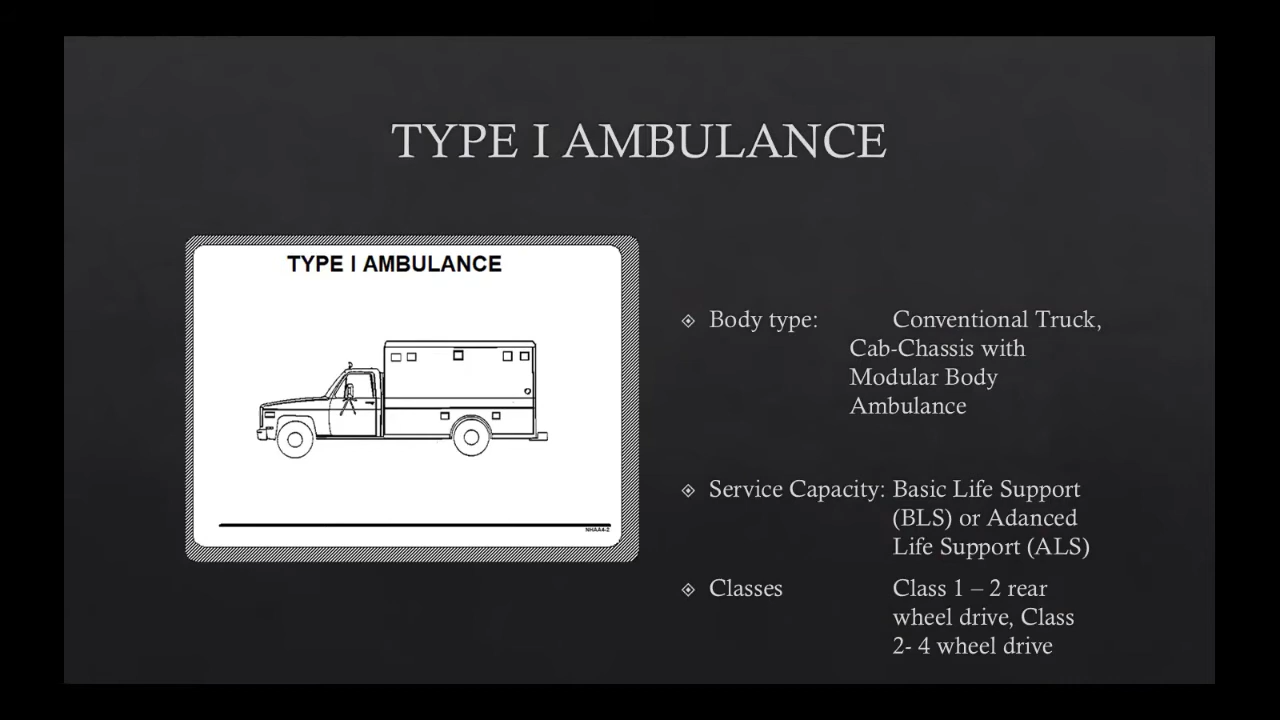 TYPE I AMBULANCE
TYPE I AMBULANCE
NHAA4-2
Body type: Conventional Truck,
Cab-Chassis with
Modular Body
Ambulance
Service Capacity: Basic Life Support
(BLS) or Adanced
Life Support (ALS)
Classes Class 1 – 2 rear
wheel drive, Class
2- 4 wheel drive